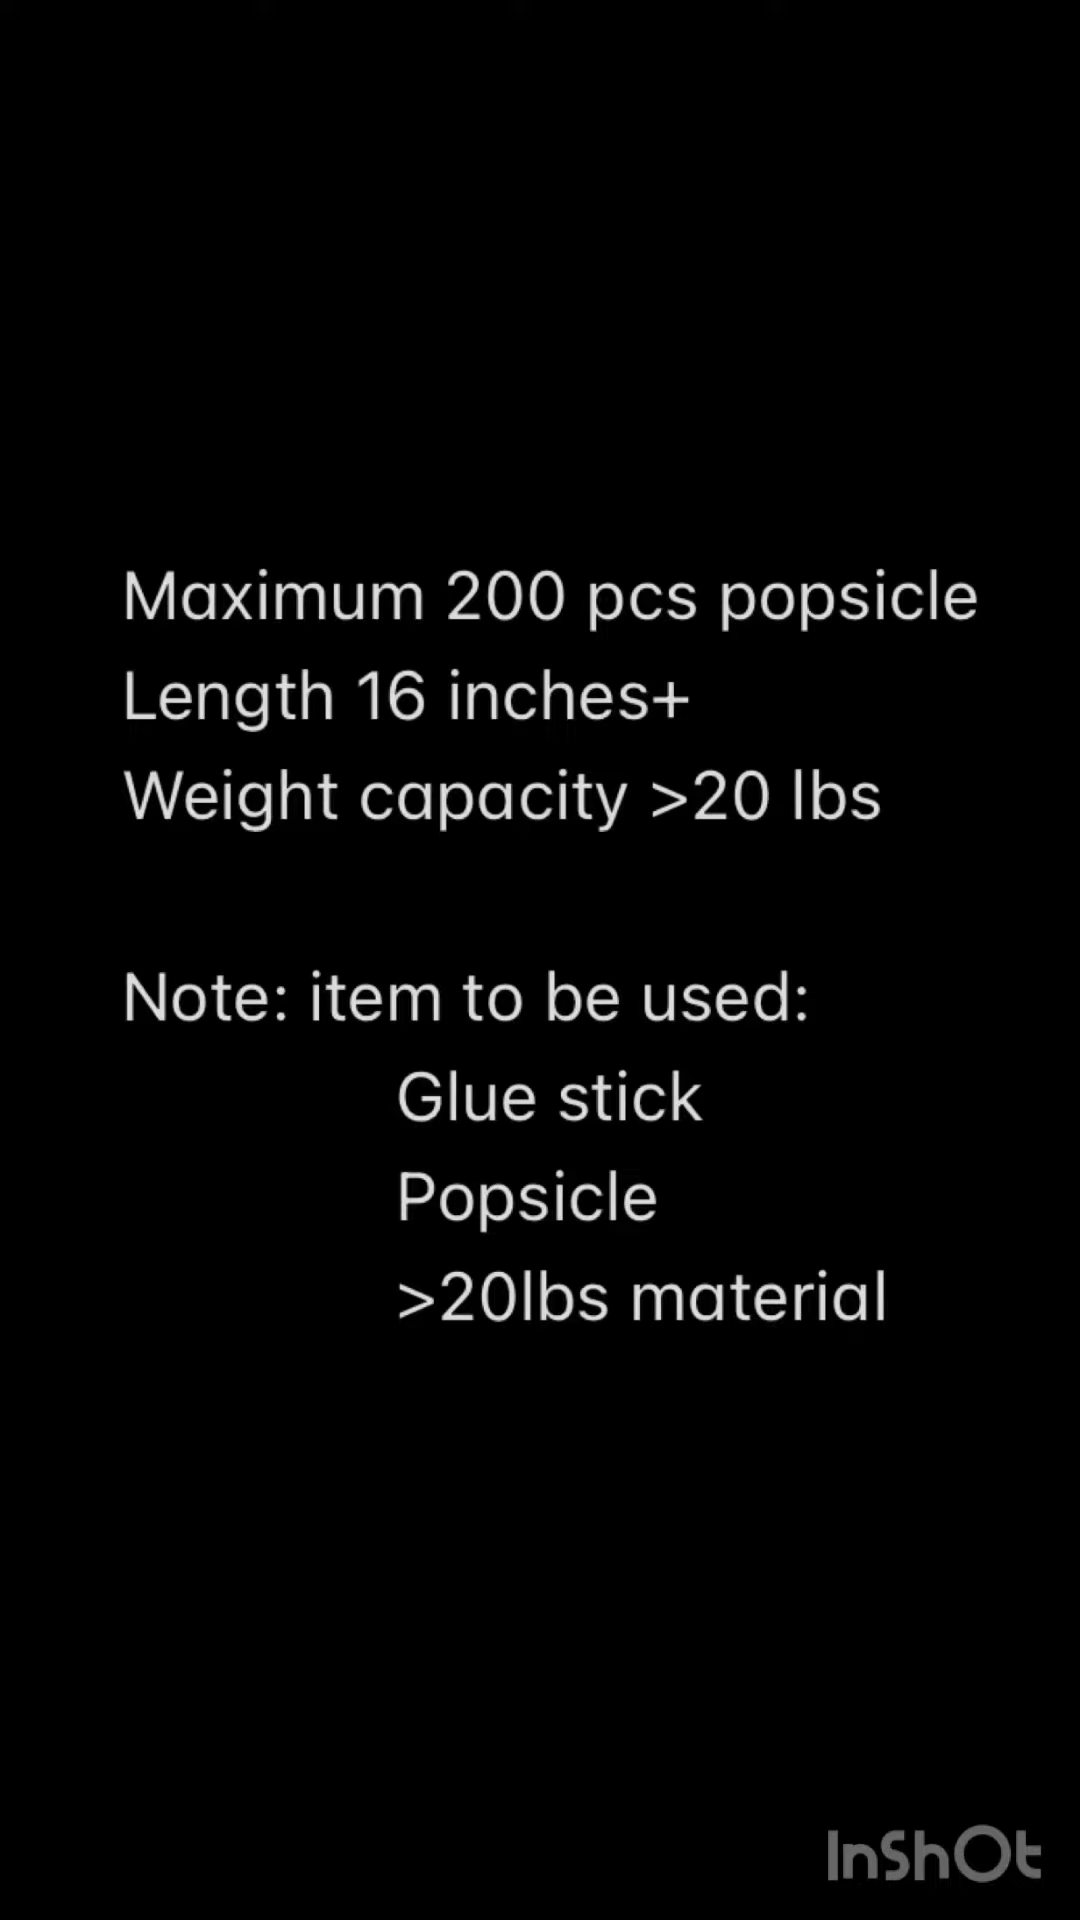 Maximum 200 pcs popsicle
Length 16 inches+
Weight capacity >20 lbs
Note: item to be used:
Glue stick
Popsicle
>20lbs material
InShOt